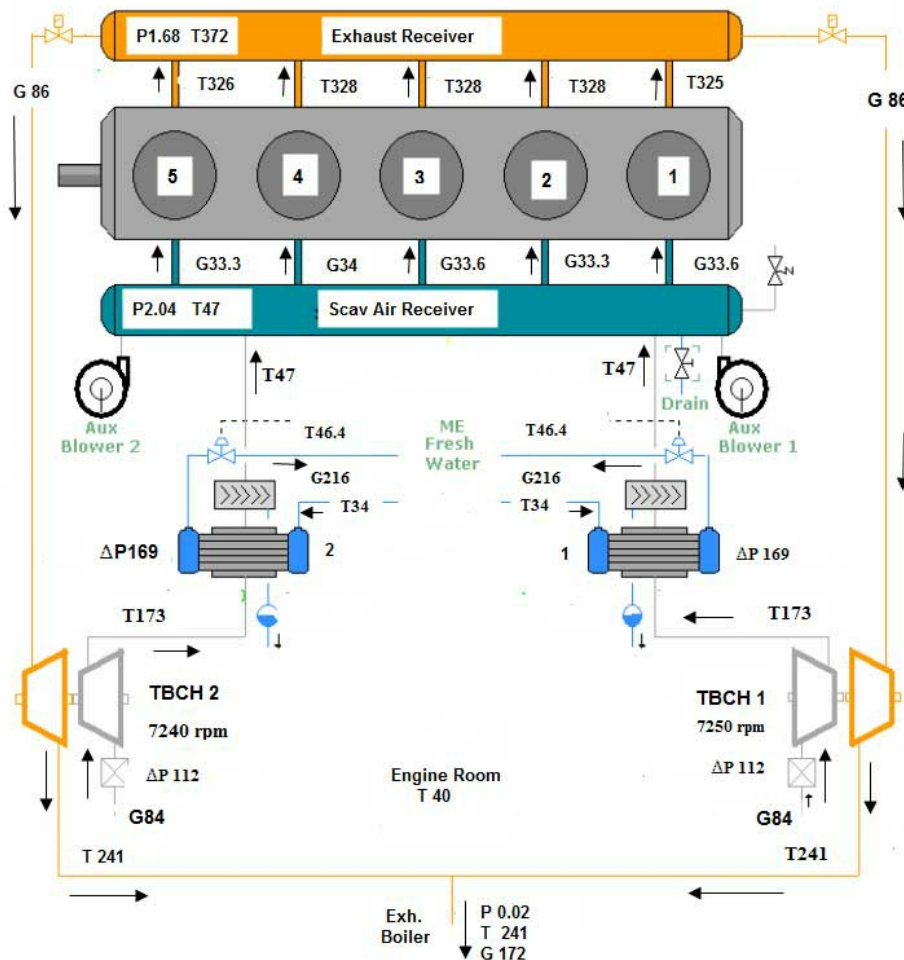 P1.68 T372 Exhaust Receiver
G 86
T326
T328
T328
T328
T325
G 86
5
4
3
2
1
G33.3
G34
G33.6
G33.3
G33.6
P2.04 T47 Scav Air Receiver
T47
T47
Drain
Aux
Blower 2
ME
Fresh
Water
Aux
Blower 1
T46.4
T46.4
G216
G216
T34
T34
ΔP169
2
1
ΔP 169
T173
T173
TBCH 2
7240 rpm
TBCH 1
7250 rpm
ΔP 112
ΔP 112
Engine Room
T 40
G84
G84
T 241
T241
Exh.
Boiler
P 0.02
T 241
G 172